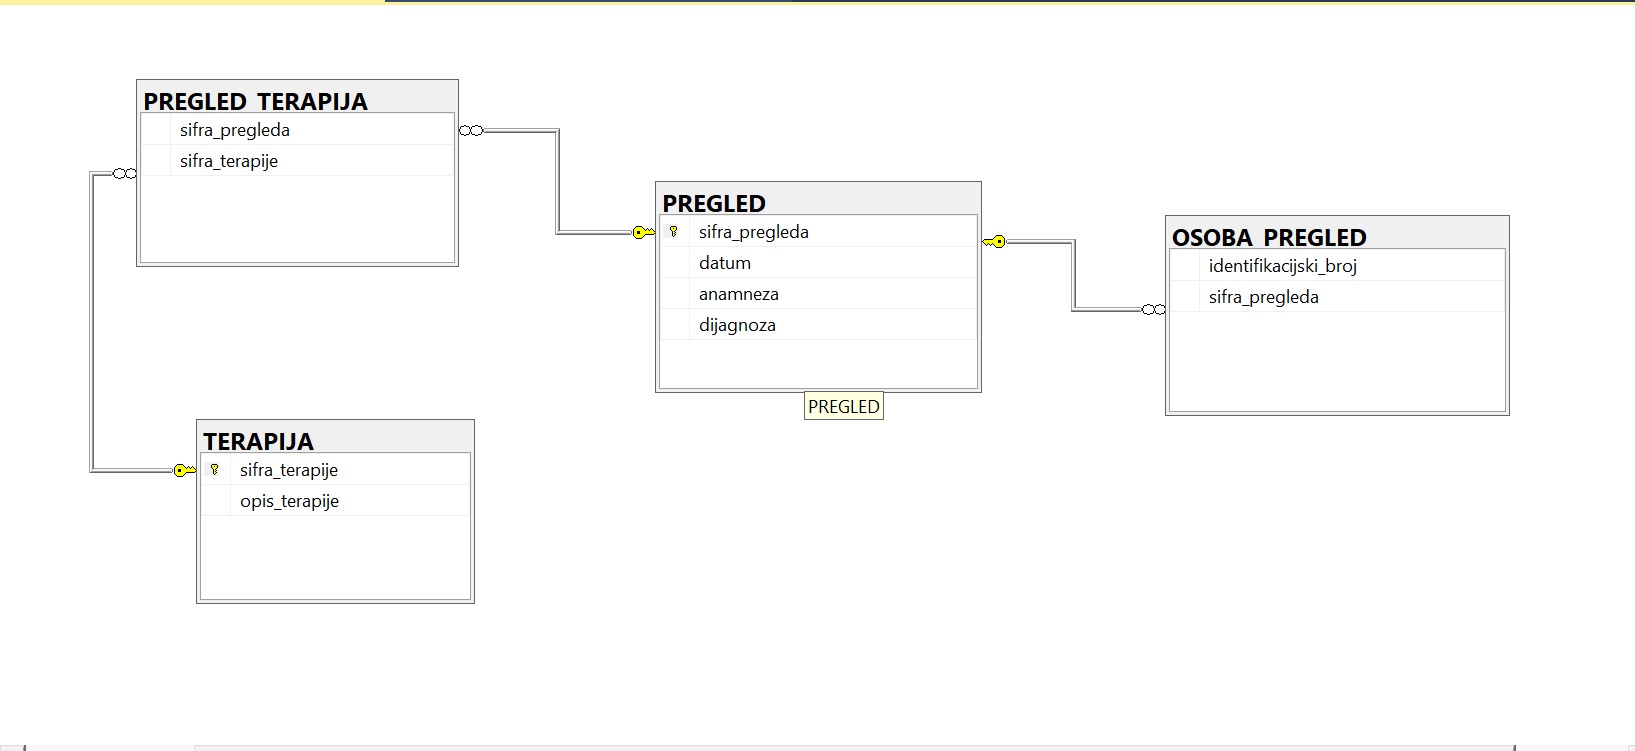 PREGLED_TERAPIJA
sifra_pregleda
sifra_terapije
PREGLED
sifra_pregleda
datum
anamneza
dijagnoza
PREGLED
OSOBA_PREGLED
identifikacijski_broj
sifra_pregleda
TERAPIJA
sifra_terapije
opis_terapije